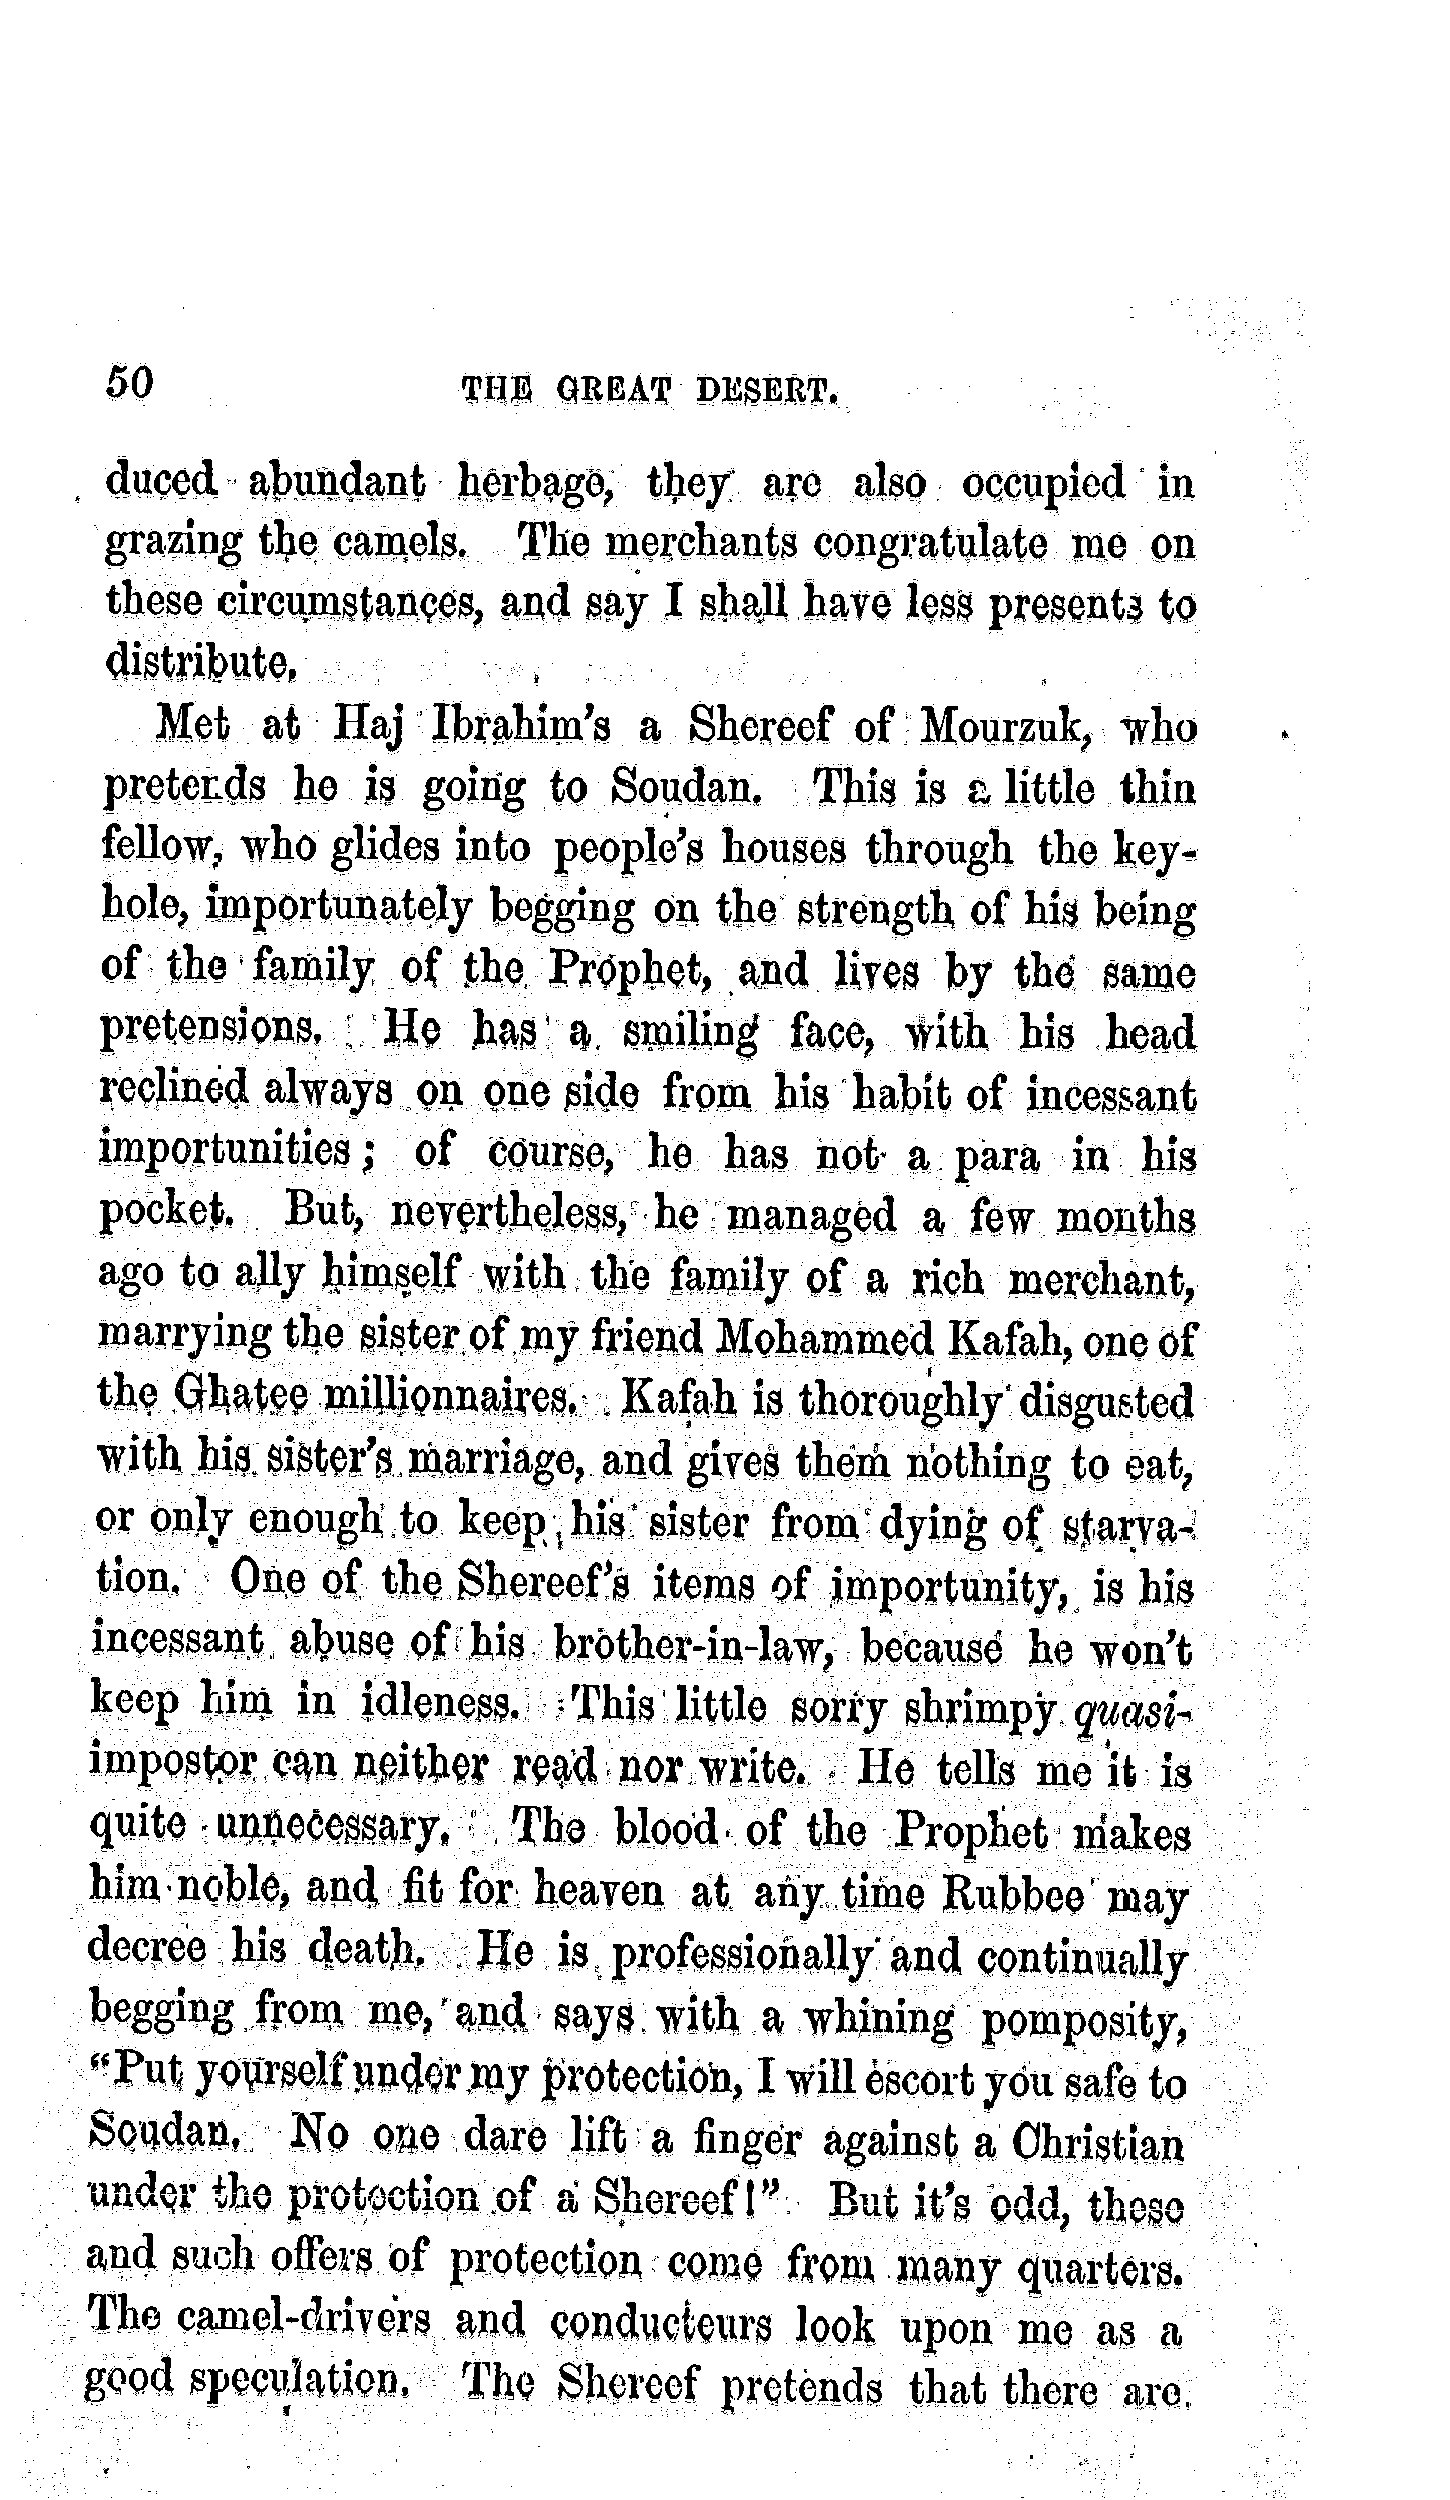 50 THE GREAT DESERT.
duced abundant herbage, they are also occupied in
grazing the camels. The merchants congratulate me on
these circumstances, and say I shall have less presents to
distribute.
Met at Haj Ibrahim's a Shereef of Mourzuk, who
pretends he is going to Soudan. This is a little thin
fellow, who glides into people's houses through the key-
hole, importunately begging on the strength of his being
of the family of the Prophet, and lives by the same
pretensions. He has a smiling face, with his head
reclined always on one side from his habit of incessant
importunities; of course, he has not a para in his
pocket. But, nevertheless, he managed a few months
ago to ally himself with the family of a rich merchant,
marrying the sister of my friend Mohammed Kafah, one of
the Ghatee millionnaires. Kafah is thoroughly disgusted
with his sister's marriage, and gives them nothing to eat,
or only enough to keep his sister from dying of starva-
tion. One of the Shereef's items of importunity, is his
incessant abuse of his brother-in-law, because he won't
keep him in idleness. This little sorry shrimpy quasi-
impostor can neither read nor write. He tells me it is
quite unnecessary. The blood of the Prophet makes
him noble, and fit for heaven at any time Rubbee may
decree his death. He is professionally and continually
begging from me, and says with a whining pomposity,
"Put yourself under my protection, I will escort you safe to
Soudan. No one dare lift a finger against a Christian
under the protection of a Shereef!" But it's odd, these
and such offers of protection come from many quarters.
The camel-drivers and conducteurs look upon me as a
good speculation. The Shereef pretends that there are